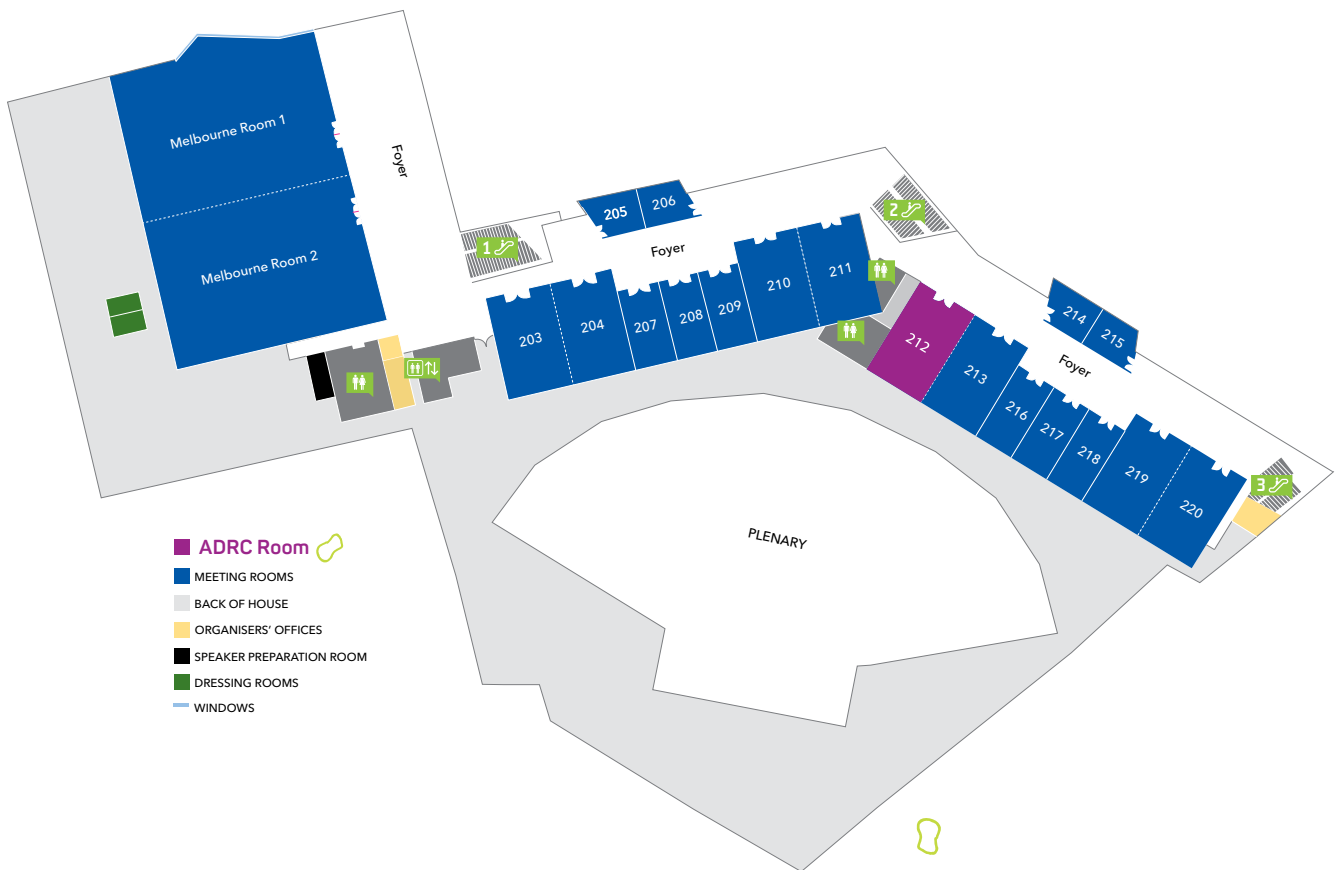 Melbourne Room 1
Foyer
Melbourne Room 2
1
205
206
Foyer
2
203
204
207
208
209
210
211
212
213
214
215
Foyer
216
217
218
219
220
3
PLENARY
ADRC Room
MEETING ROOMS
BACK OF HOUSE
ORGANISERS' OFFICES
SPEAKER PREPARATION ROOM
DRESSING ROOMS
WINDOWS